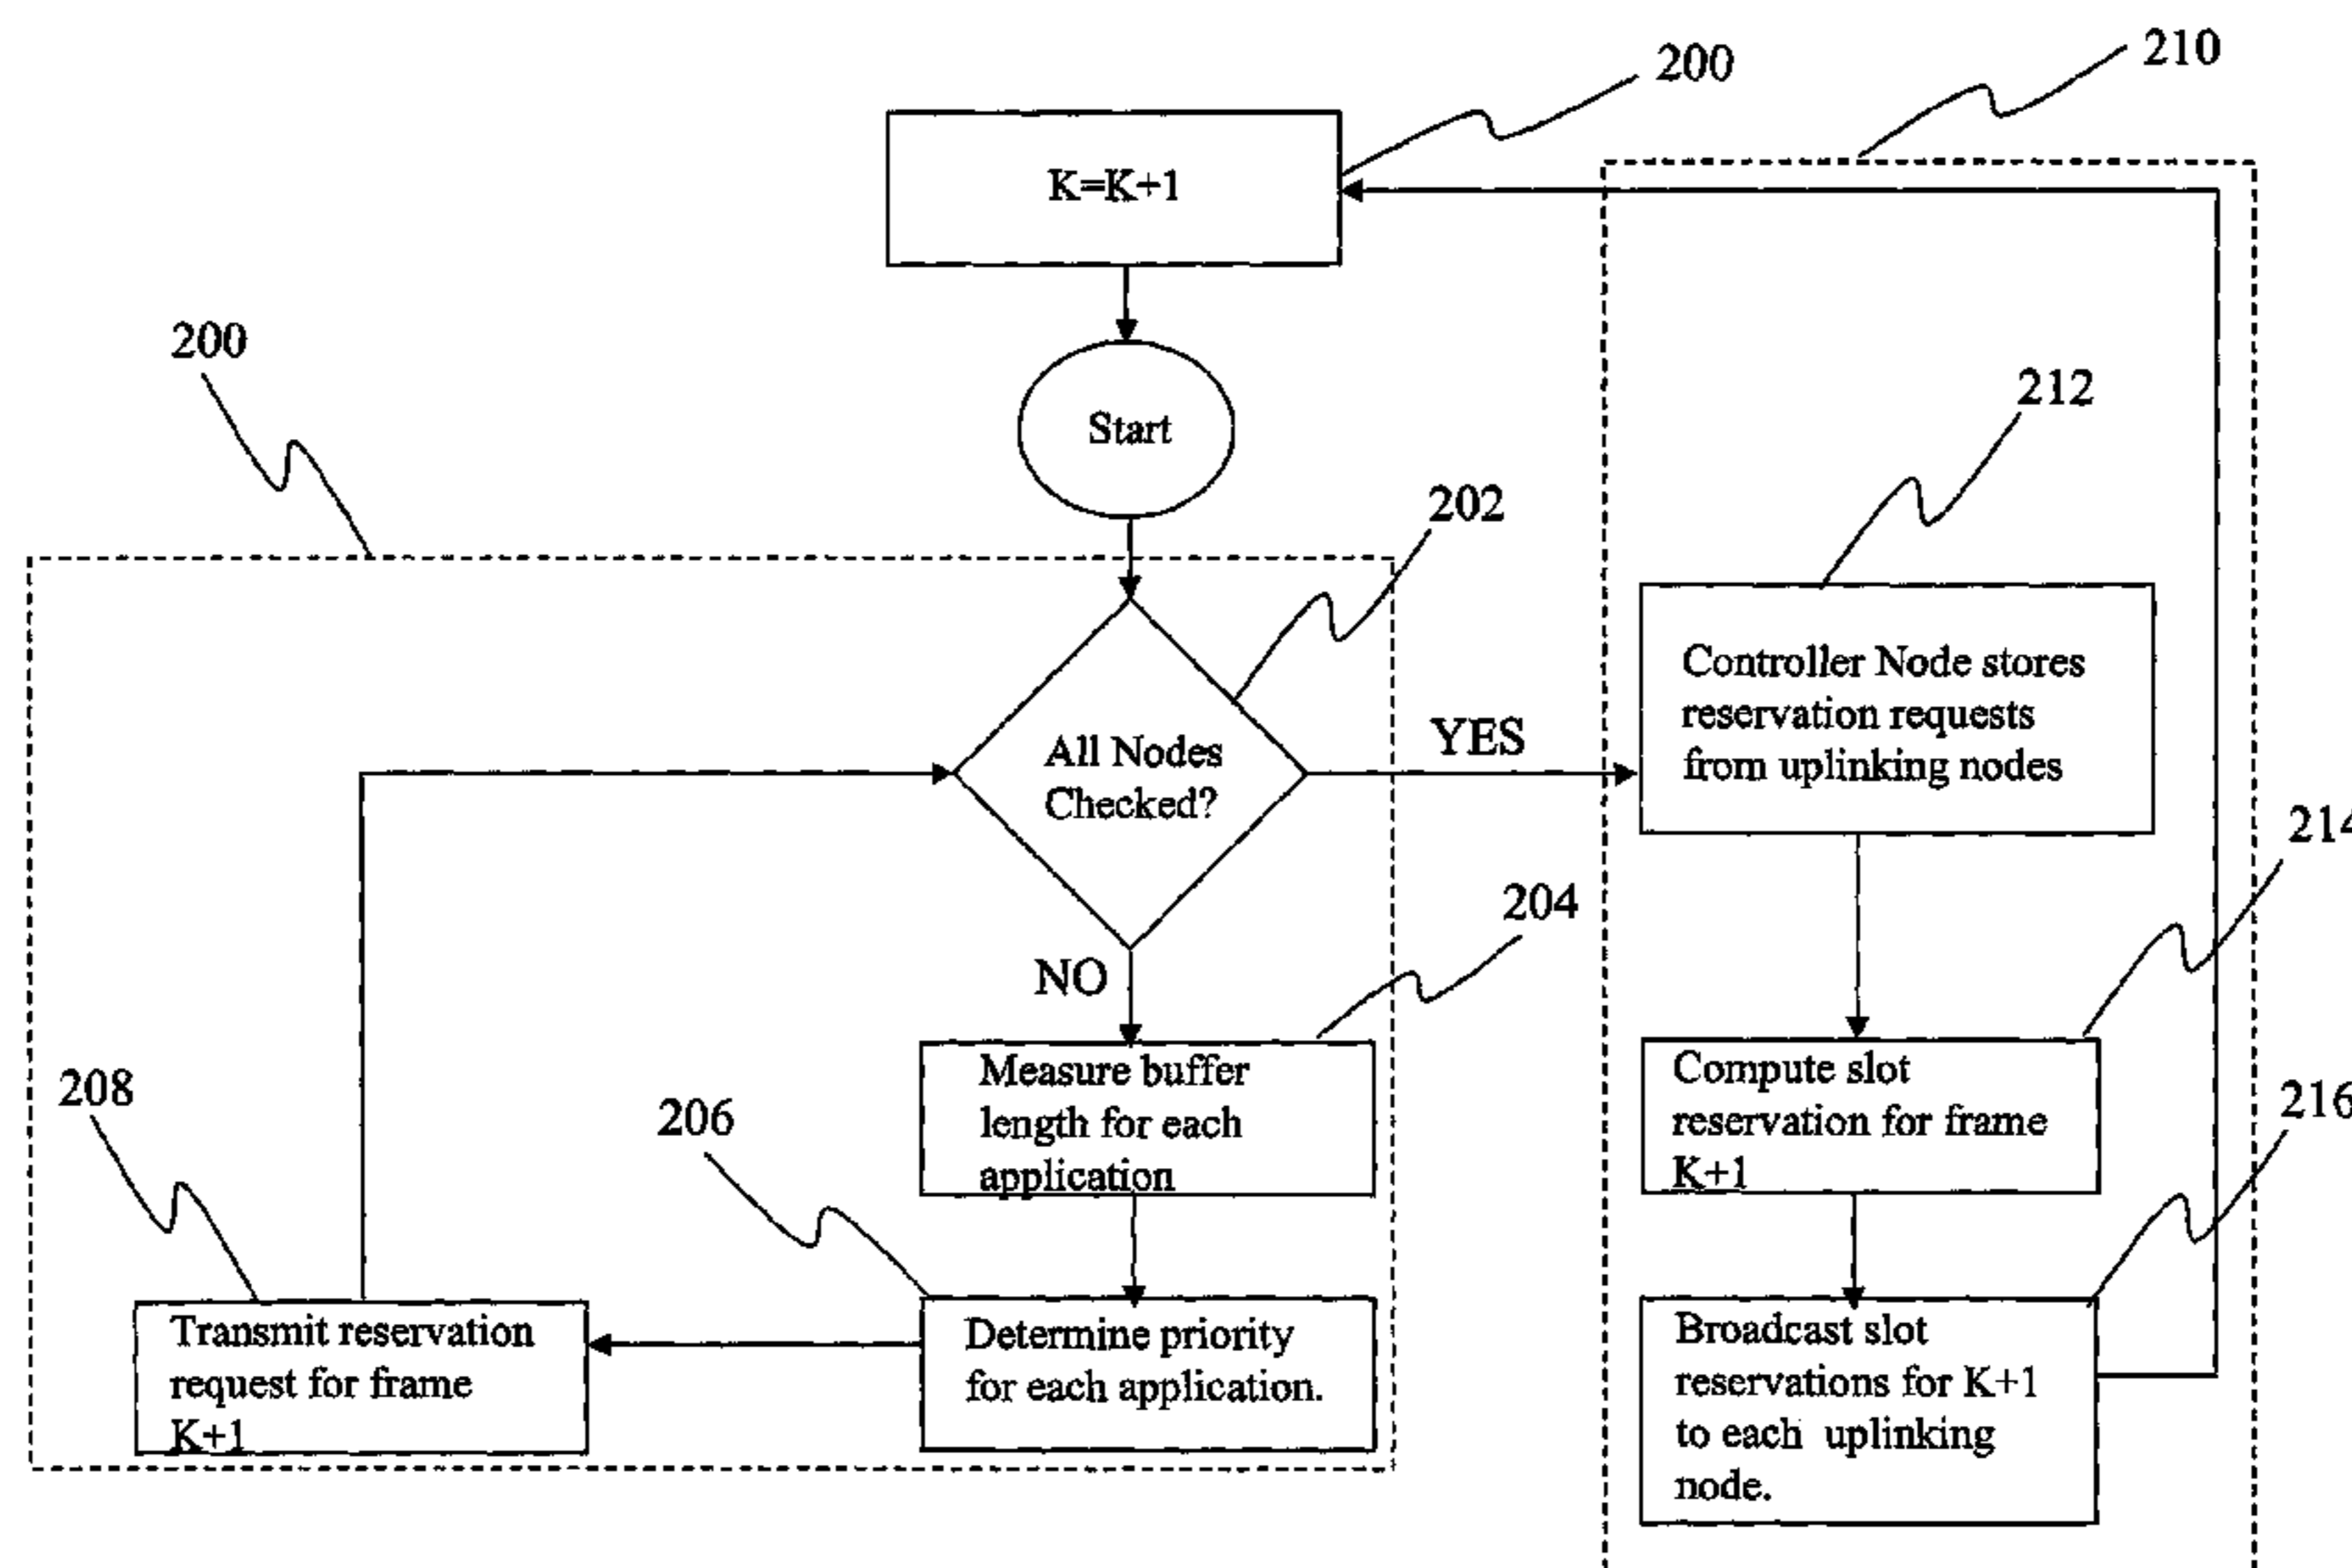 210
200
K=K+1
200
Start
212
202
Controller Node stores
reservation requests
from uplinking nodes
YES
All Nodes
Checked?
214
204
NO
Measure buffer
length for each
application
Compute slot
reservation for frame
K+1
216
208
206
Transmit reservation
request for frame
K+1
Determine priority
for each application.
Broadcast slot
reservations for K+1
to each uplinking
node.